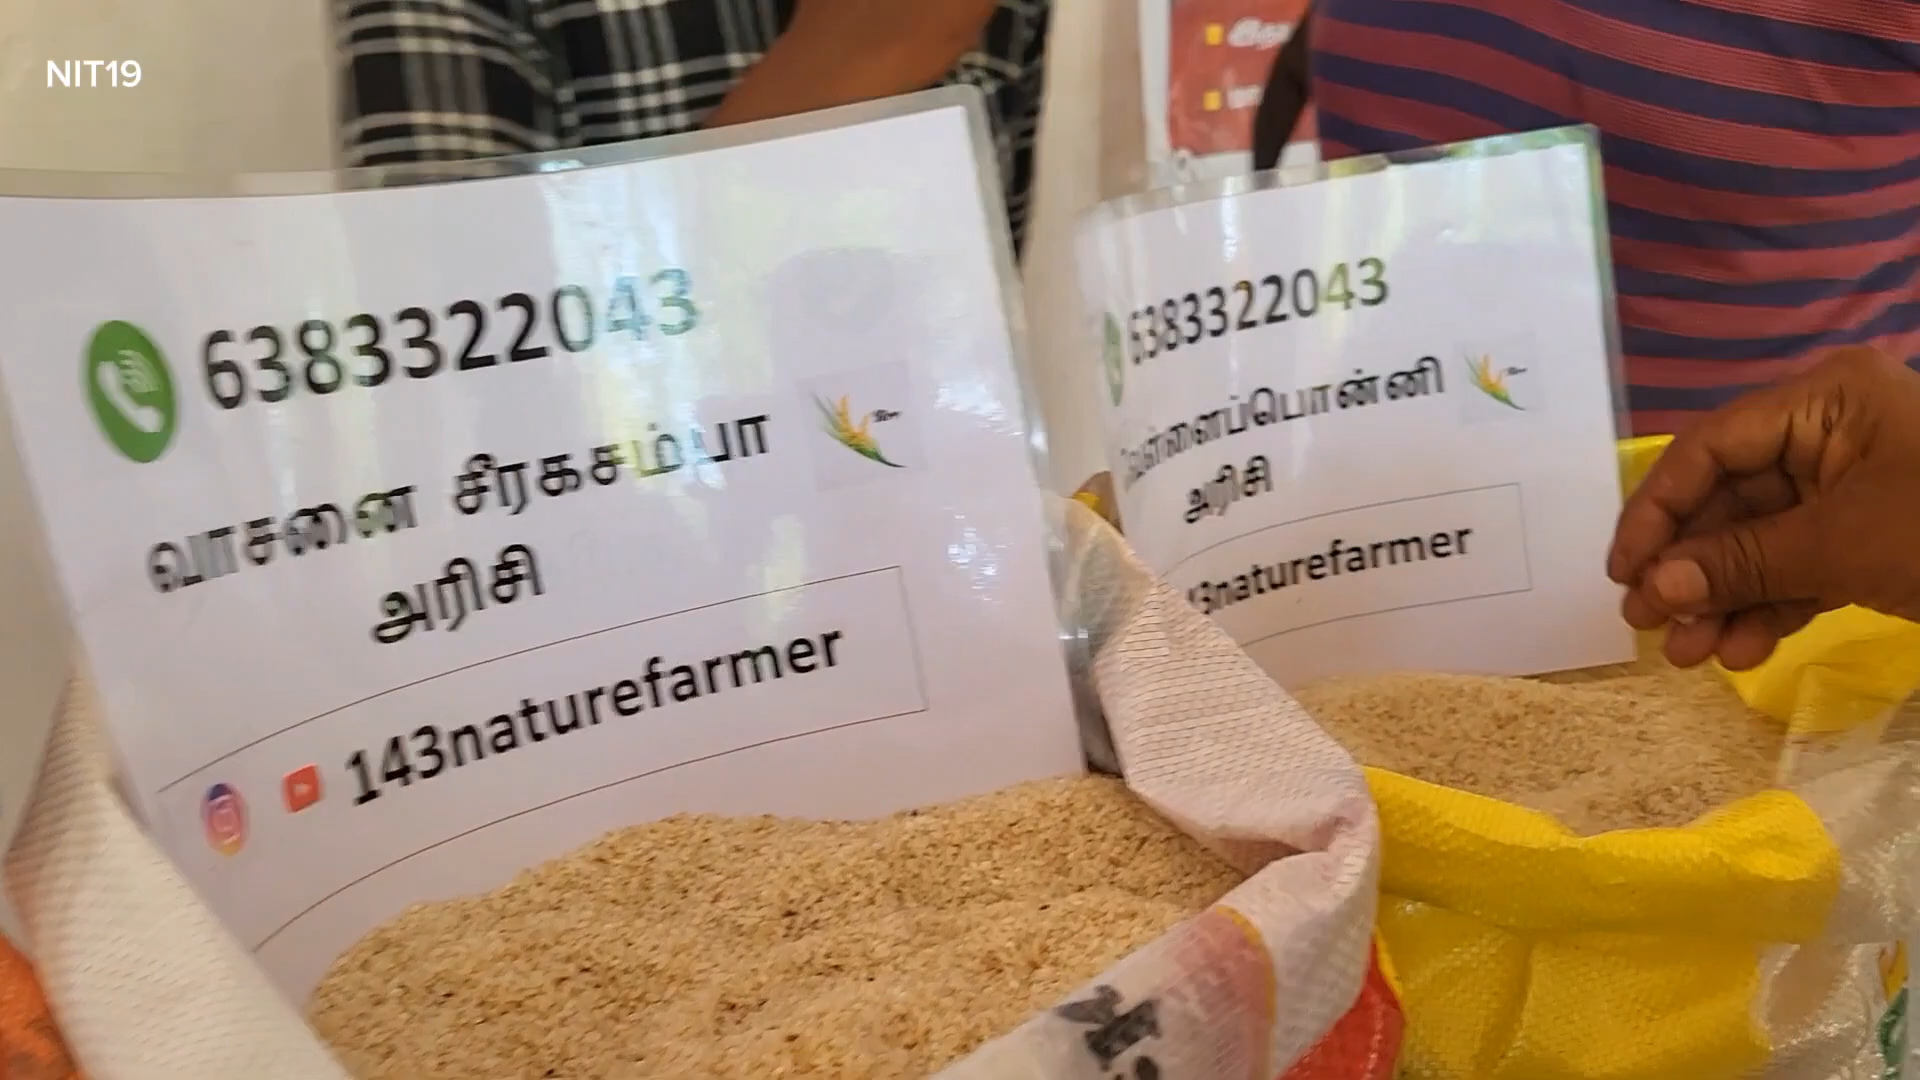 NIT19
6383322043
வாசனை சீரகசம்பா
அரிசி
143naturefarmer
6383322043
வெள்ளைப்பொன்னி
அரிசி
43naturefarmer